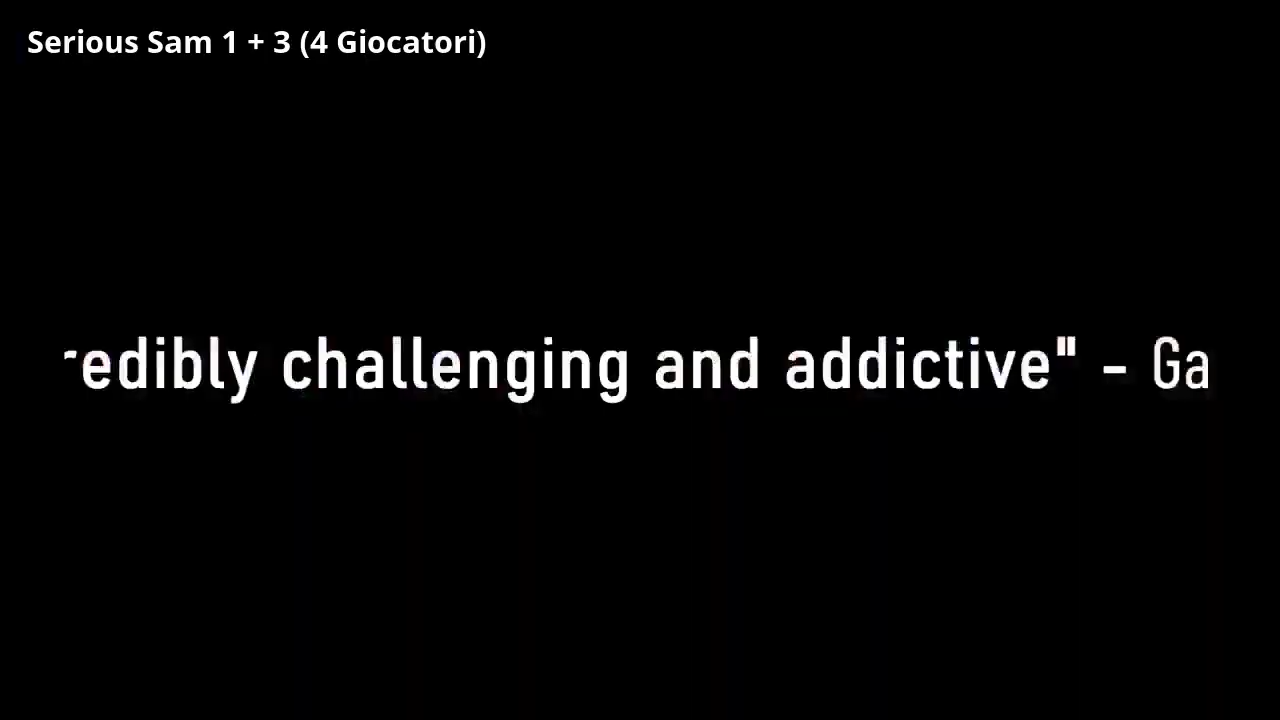 Serious Sam 1 + 3 (4 Giocatori)
redibly challenging and addictive" - Ga